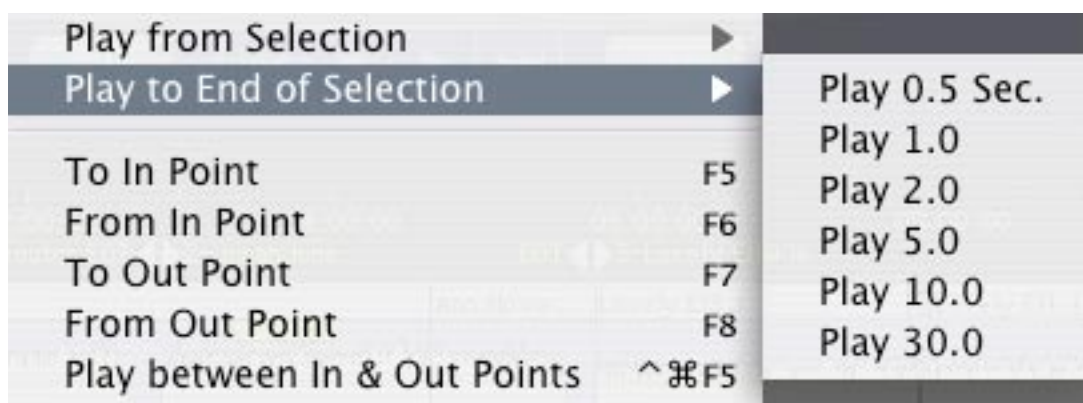 Play from Selection ▶
Play to End of Selection ▶
To In Point F5
From In Point F6
To Out Point F7
From Out Point F8
Play between In & Out Points ^⌘F5
Play 0.5 Sec.
Play 1.0
Play 2.0
Play 5.0
Play 10.0
Play 30.0